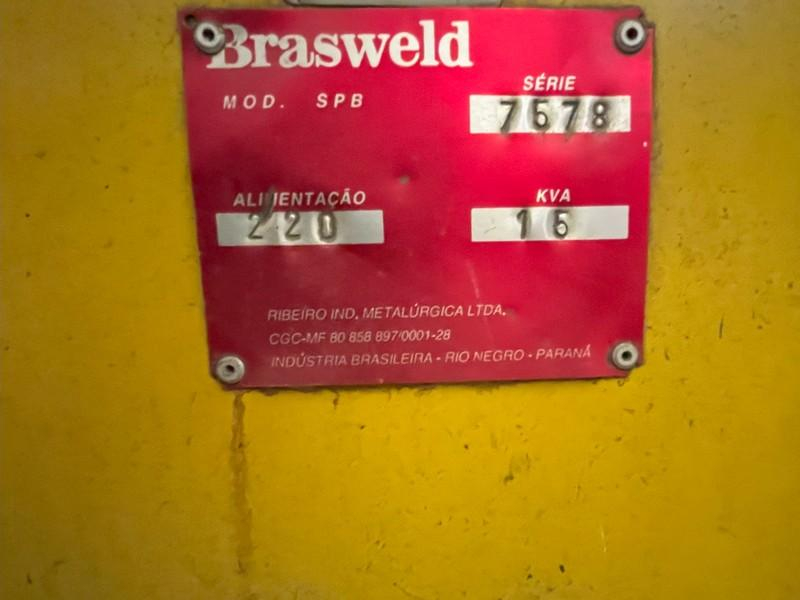 Brasweld
MOD. SPB
SÉRIE
7578
ALIMENTAÇÃO
220
KVA
15
RIBEIRO IND. METALÚRGICA LTDA.
CGC-MF 80 858 897/0001-28
INDÚSTRIA BRASILEIRA - RIO NEGRO - PARANÁ